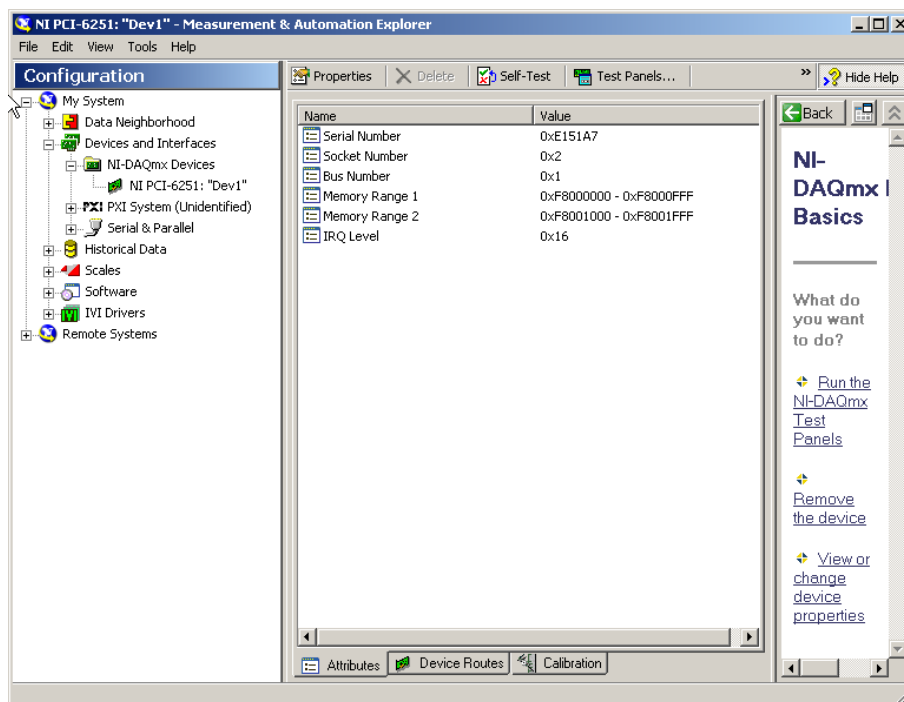 NI PCI-6251: "Dev1" - Measurement & Automation Explorer
File Edit View Tools Help
Configuration
My System
Data Neighborhood
Devices and Interfaces
NI-DAQmx Devices
NI PCI-6251: "Dev1"
PXI PXI System (Unidentified)
Serial & Parallel
Historical Data
Scales
Software
IVI Drivers
Remote Systems
Properties Delete Self-Test Test Panels... » Hide Help
Name Value
Serial Number 0xE151A7
Socket Number 0x2
Bus Number 0x1
Memory Range 1 0xF8000000 - 0xF8000FFF
Memory Range 2 0xF8001000 - 0xF8001FFF
IRQ Level 0x16
Attributes Device Routes Calibration
Back
NI-
DAQmx
Basics
What do
you want
to do?
Run the
NI-DAQmx
Test
Panels
Remove
the device
View or
change
device
properties